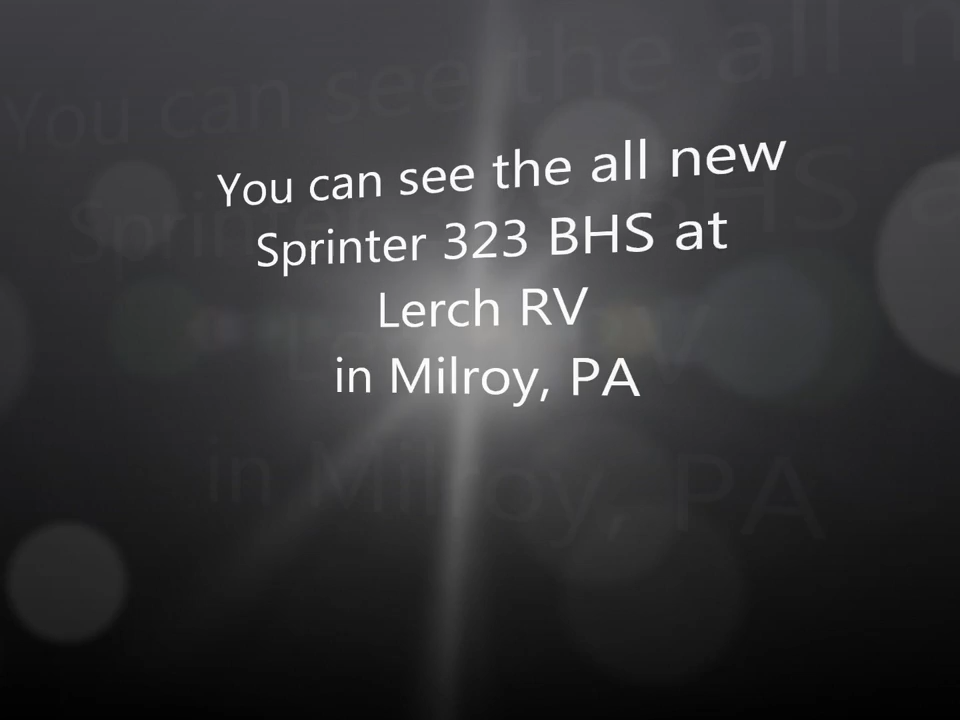 You can see the all new
Sprinter 323 BHS at
Lerch RV
in Milroy, PA